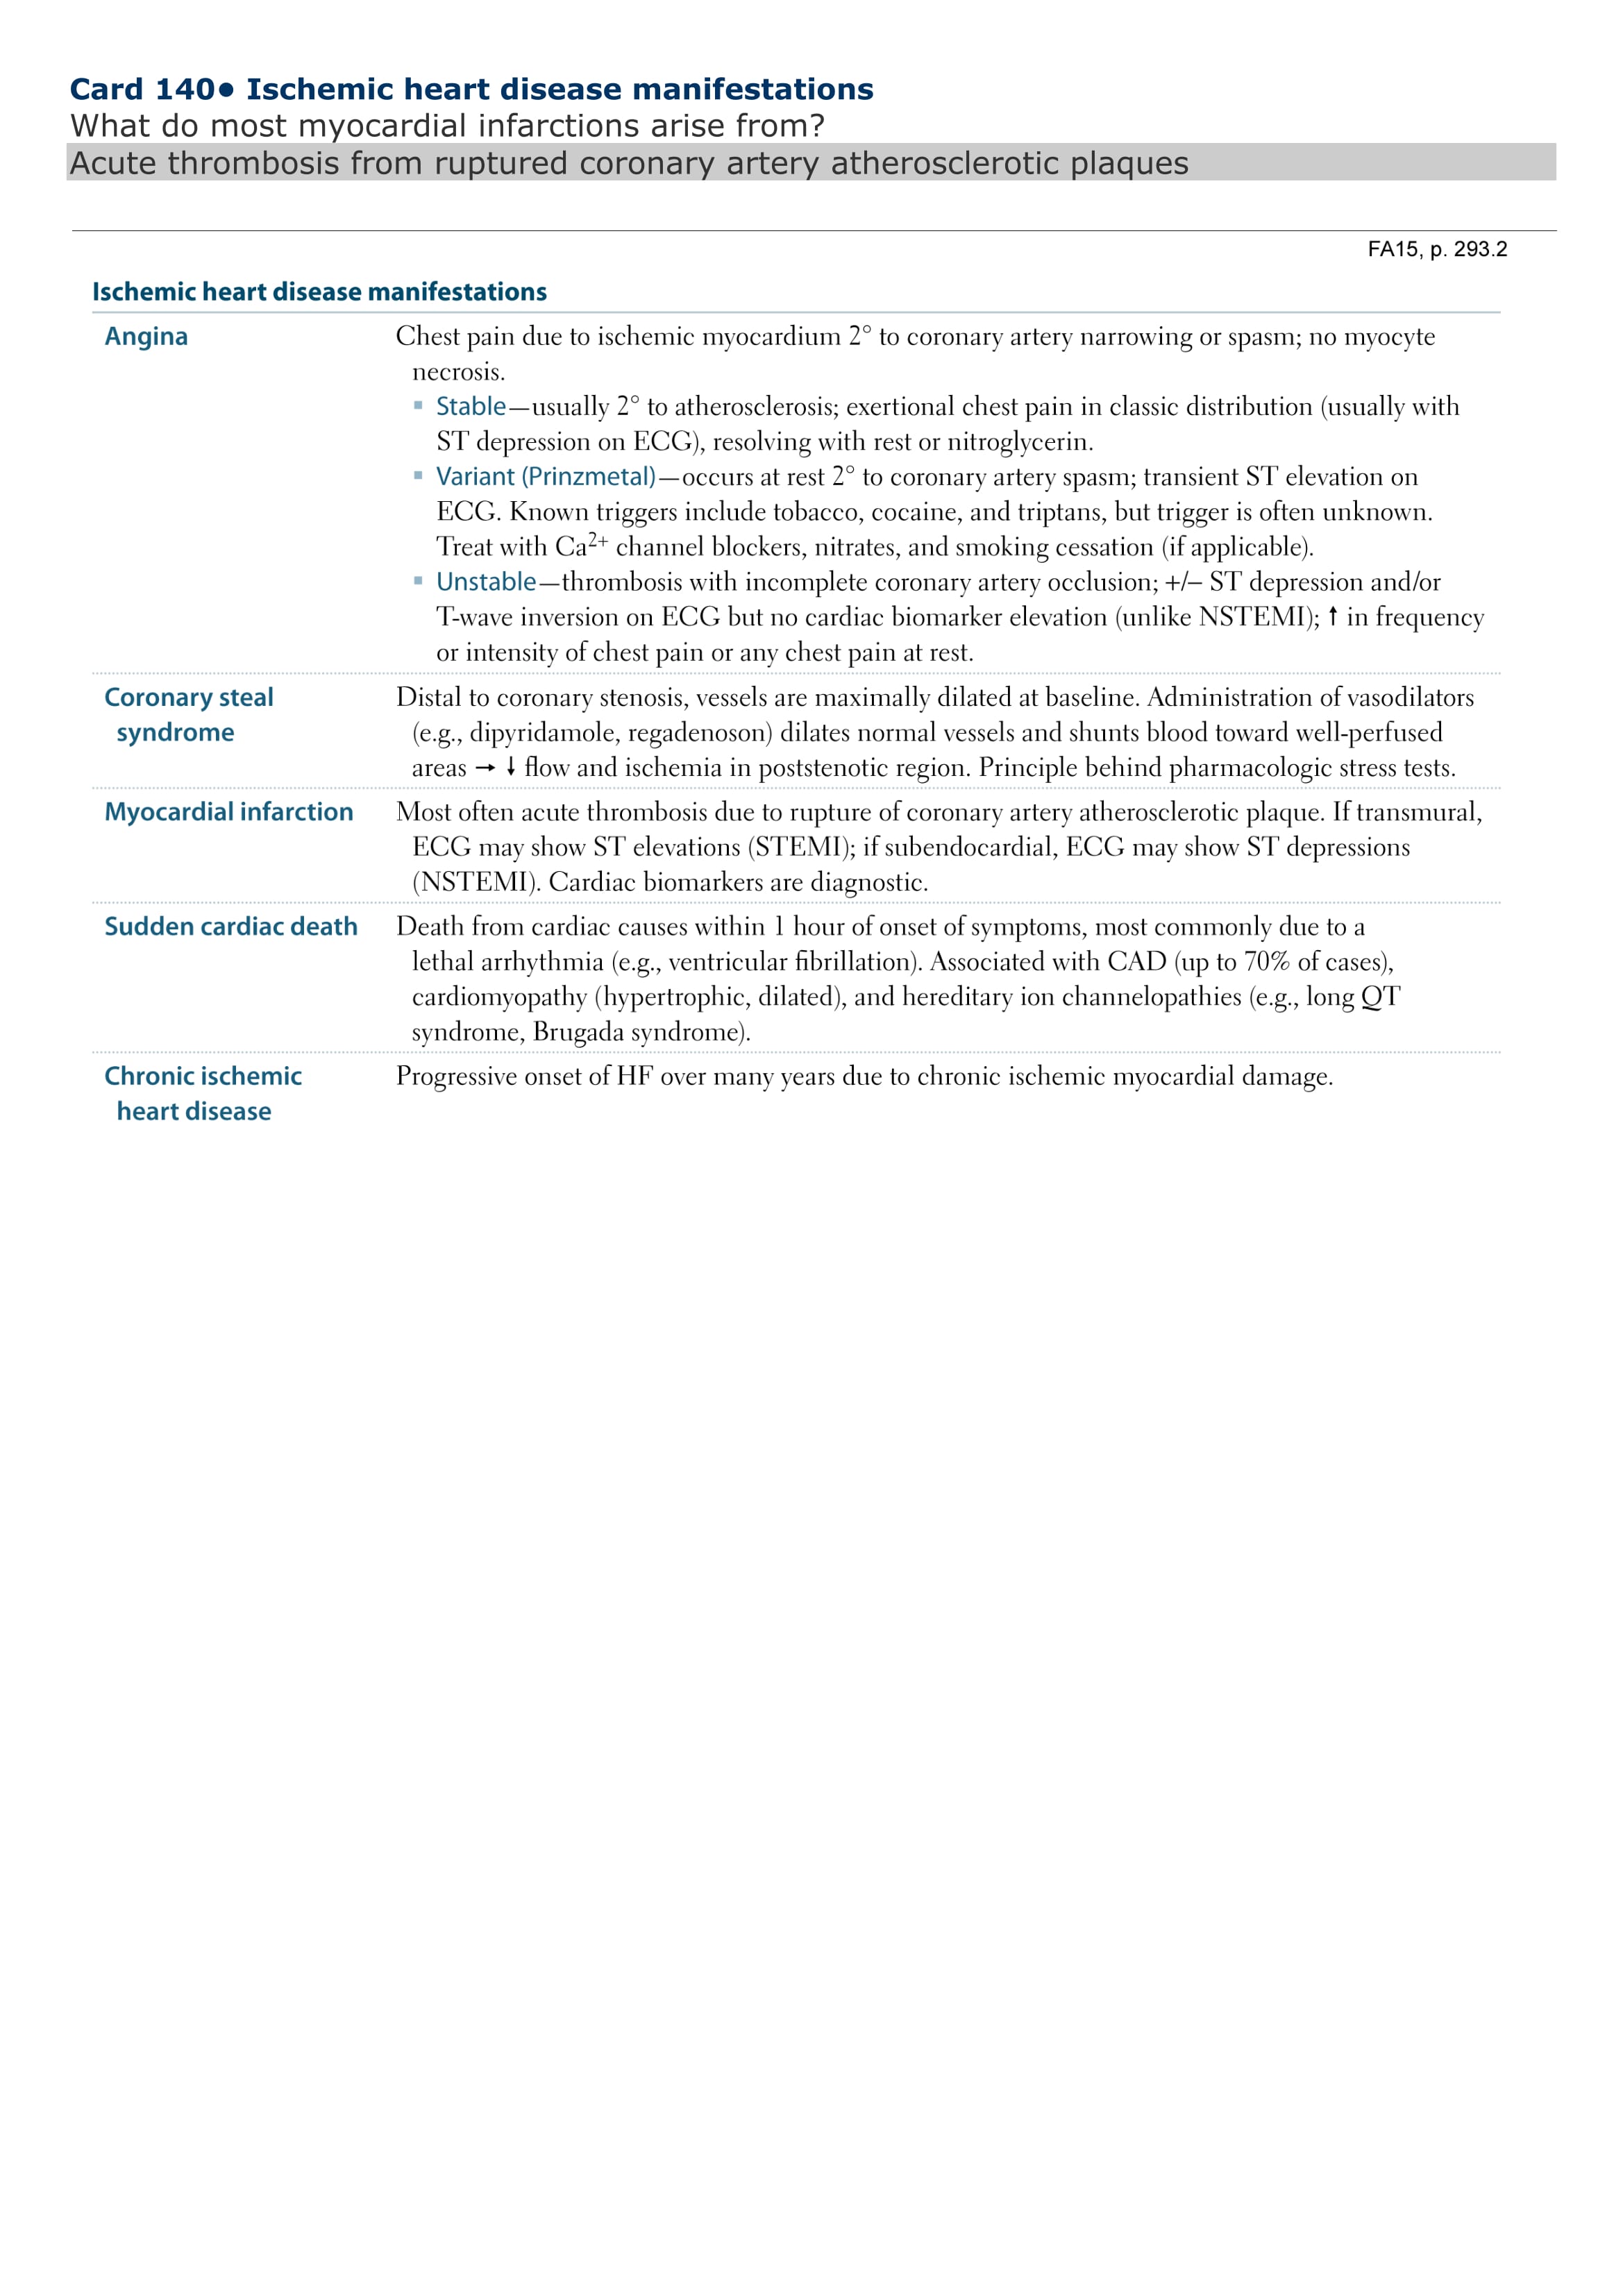 Card 140• Ischemic heart disease manifestations
What do most myocardial infarctions arise from?
Acute thrombosis from ruptured coronary artery atherosclerotic plaques
FA15, p. 293.2
Ischemic heart disease manifestations
Angina
Chest pain due to ischemic myocardium 2° to coronary artery narrowing or spasm; no myocyte
necrosis.
▪ Stable—usually 2° to atherosclerosis; exertional chest pain in classic distribution (usually with
ST depression on ECG), resolving with rest or nitroglycerin.
▪ Variant (Prinzmetal)—occurs at rest 2° to coronary artery spasm; transient ST elevation on
ECG. Known triggers include tobacco, cocaine, and triptans, but trigger is often unknown.
Treat with Ca²⁺ channel blockers, nitrates, and smoking cessation (if applicable).
▪ Unstable—thrombosis with incomplete coronary artery occlusion; +/– ST depression and/or
T-wave inversion on ECG but no cardiac biomarker elevation (unlike NSTEMI); ↑ in frequency
or intensity of chest pain or any chest pain at rest.
Coronary steal
syndrome
Distal to coronary stenosis, vessels are maximally dilated at baseline. Administration of vasodilators
(e.g., dipyridamole, regadenoson) dilates normal vessels and shunts blood toward well-perfused
areas → ↓ flow and ischemia in poststenotic region. Principle behind pharmacologic stress tests.
Myocardial infarction
Most often acute thrombosis due to rupture of coronary artery atherosclerotic plaque. If transmural,
ECG may show ST elevations (STEMI); if subendocardial, ECG may show ST depressions
(NSTEMI). Cardiac biomarkers are diagnostic.
Sudden cardiac death
Death from cardiac causes within 1 hour of onset of symptoms, most commonly due to a
lethal arrhythmia (e.g., ventricular fibrillation). Associated with CAD (up to 70% of cases),
cardiomyopathy (hypertrophic, dilated), and hereditary ion channelopathies (e.g., long QT
syndrome, Brugada syndrome).
Chronic ischemic
heart disease
Progressive onset of HF over many years due to chronic ischemic myocardial damage.